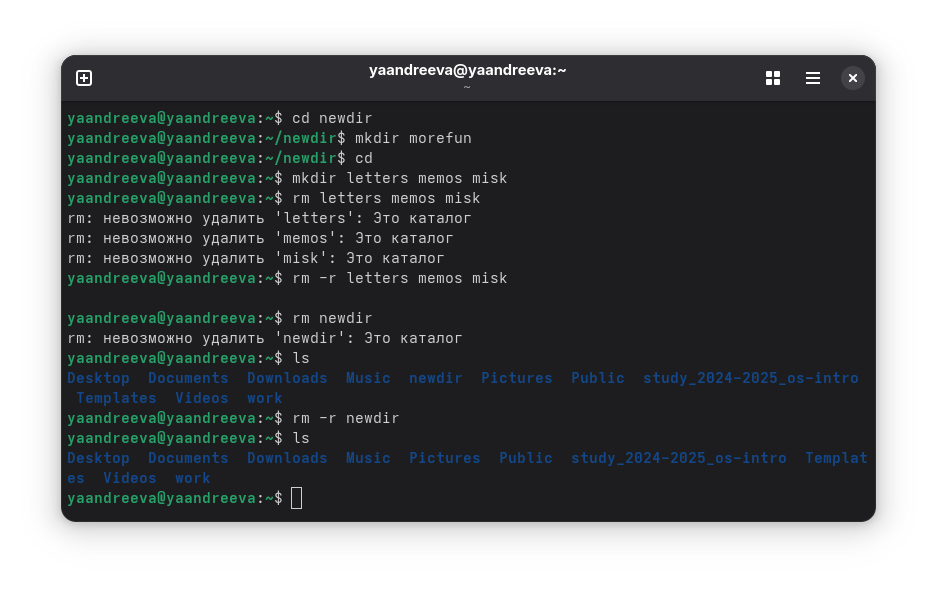 yaandreeva@yaandreeva:~
~
yaandreeva@yaandreeva:~$ cd newdir
yaandreeva@yaandreeva:~/newdir$ mkdir morefun
yaandreeva@yaandreeva:~/newdir$ cd
yaandreeva@yaandreeva:~$ mkdir letters memos misk
yaandreeva@yaandreeva:~$ rm letters memos misk
rm: невозможно удалить 'letters': Это каталог
rm: невозможно удалить 'memos': Это каталог
rm: невозможно удалить 'misk': Это каталог
yaandreeva@yaandreeva:~$ rm -r letters memos misk
yaandreeva@yaandreeva:~$ rm newdir
rm: невозможно удалить 'newdir': Это каталог
yaandreeva@yaandreeva:~$ ls
Desktop  Documents  Downloads  Music  newdir  Pictures  Public  study_2024-2025_os-intro
Templates  Videos  work
yaandreeva@yaandreeva:~$ rm -r newdir
yaandreeva@yaandreeva:~$ ls
Desktop  Documents  Downloads  Music  Pictures  Public  study_2024-2025_os-intro  Templat
es  Videos  work
yaandreeva@yaandreeva:~$